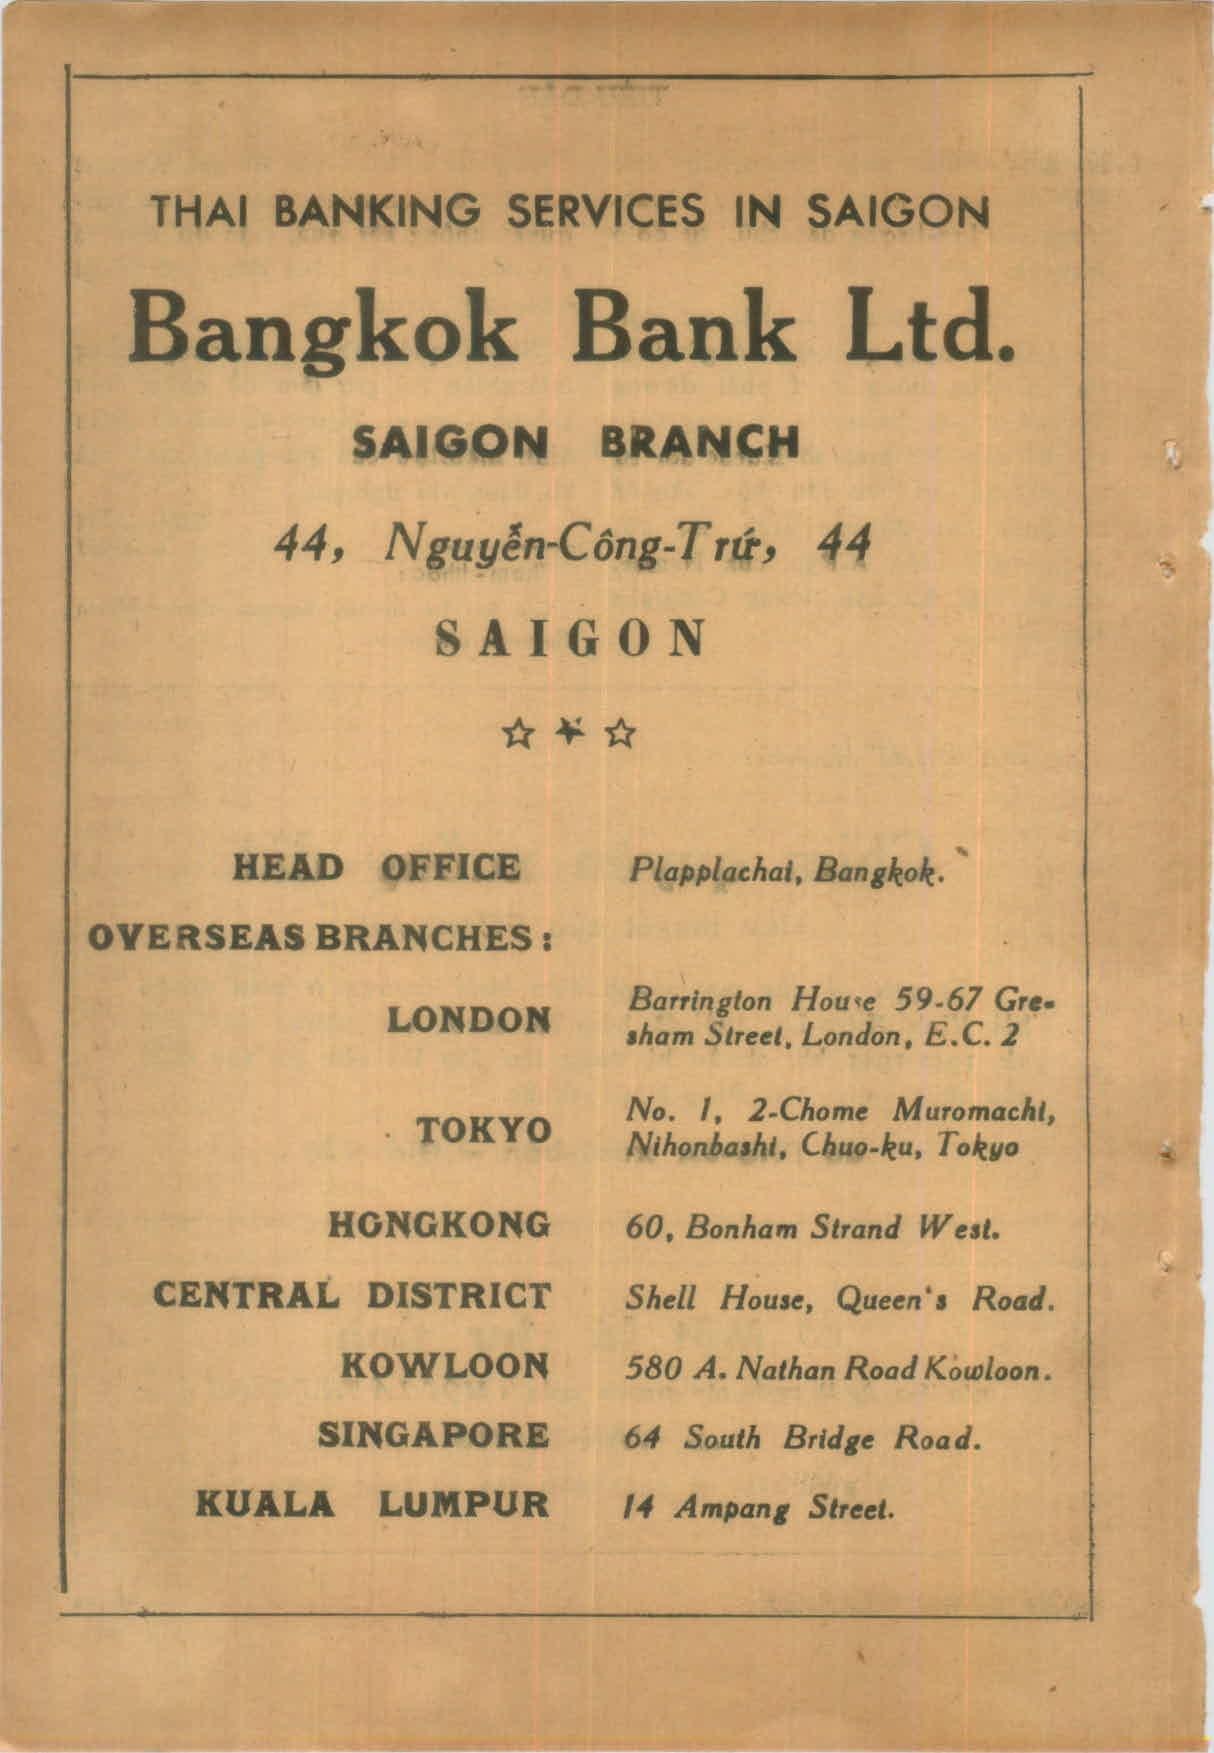 THAI BANKING SERVICES IN SAIGON
Bangkok Bank Ltd.
SAIGON BRANCH
44, Nguyễn-Công-Trứ, 44
SAIGON
HEAD OFFICE Plapplachai, Bangkok.
OVERSEAS BRANCHES :
LONDON Barrington House 59-67 Gre-
sham Street, London, E.C. 2
TOKYO No. 1, 2-Chome Muromachi,
Nihonbashi, Chuo-ku, Tokyo
HONGKONG 60, Bonham Strand West.
CENTRAL DISTRICT Shell House, Queen's Road.
KOWLOON 580 A. Nathan Road Kowloon.
SINGAPORE 64 South Bridge Road.
KUALA LUMPUR 14 Ampang Street.